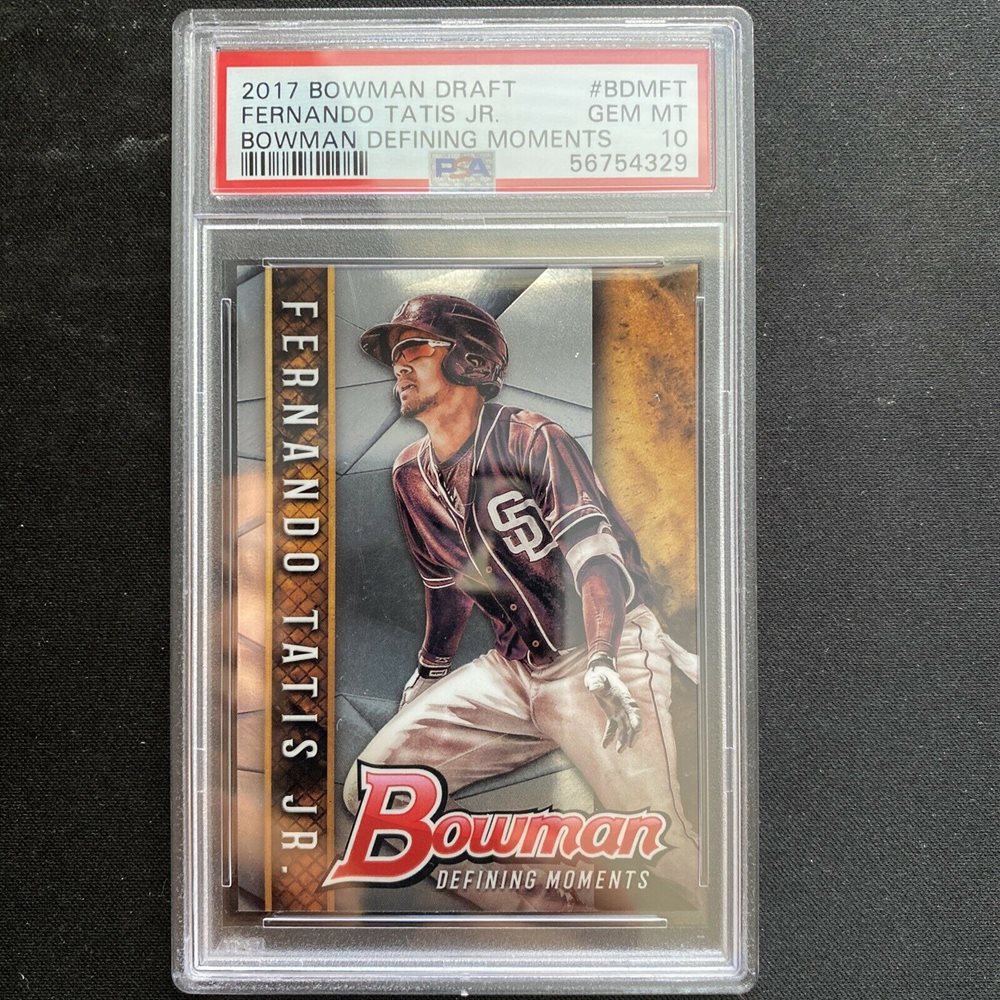 2017 BOWMAN DRAFT #BDMFT
FERNANDO TATIS JR. GEM MT
BOWMAN DEFINING MOMENTS 10
PSA 56754329
FERNANDO TATIS JR.
SD
Bowman
DEFINING MOMENTS